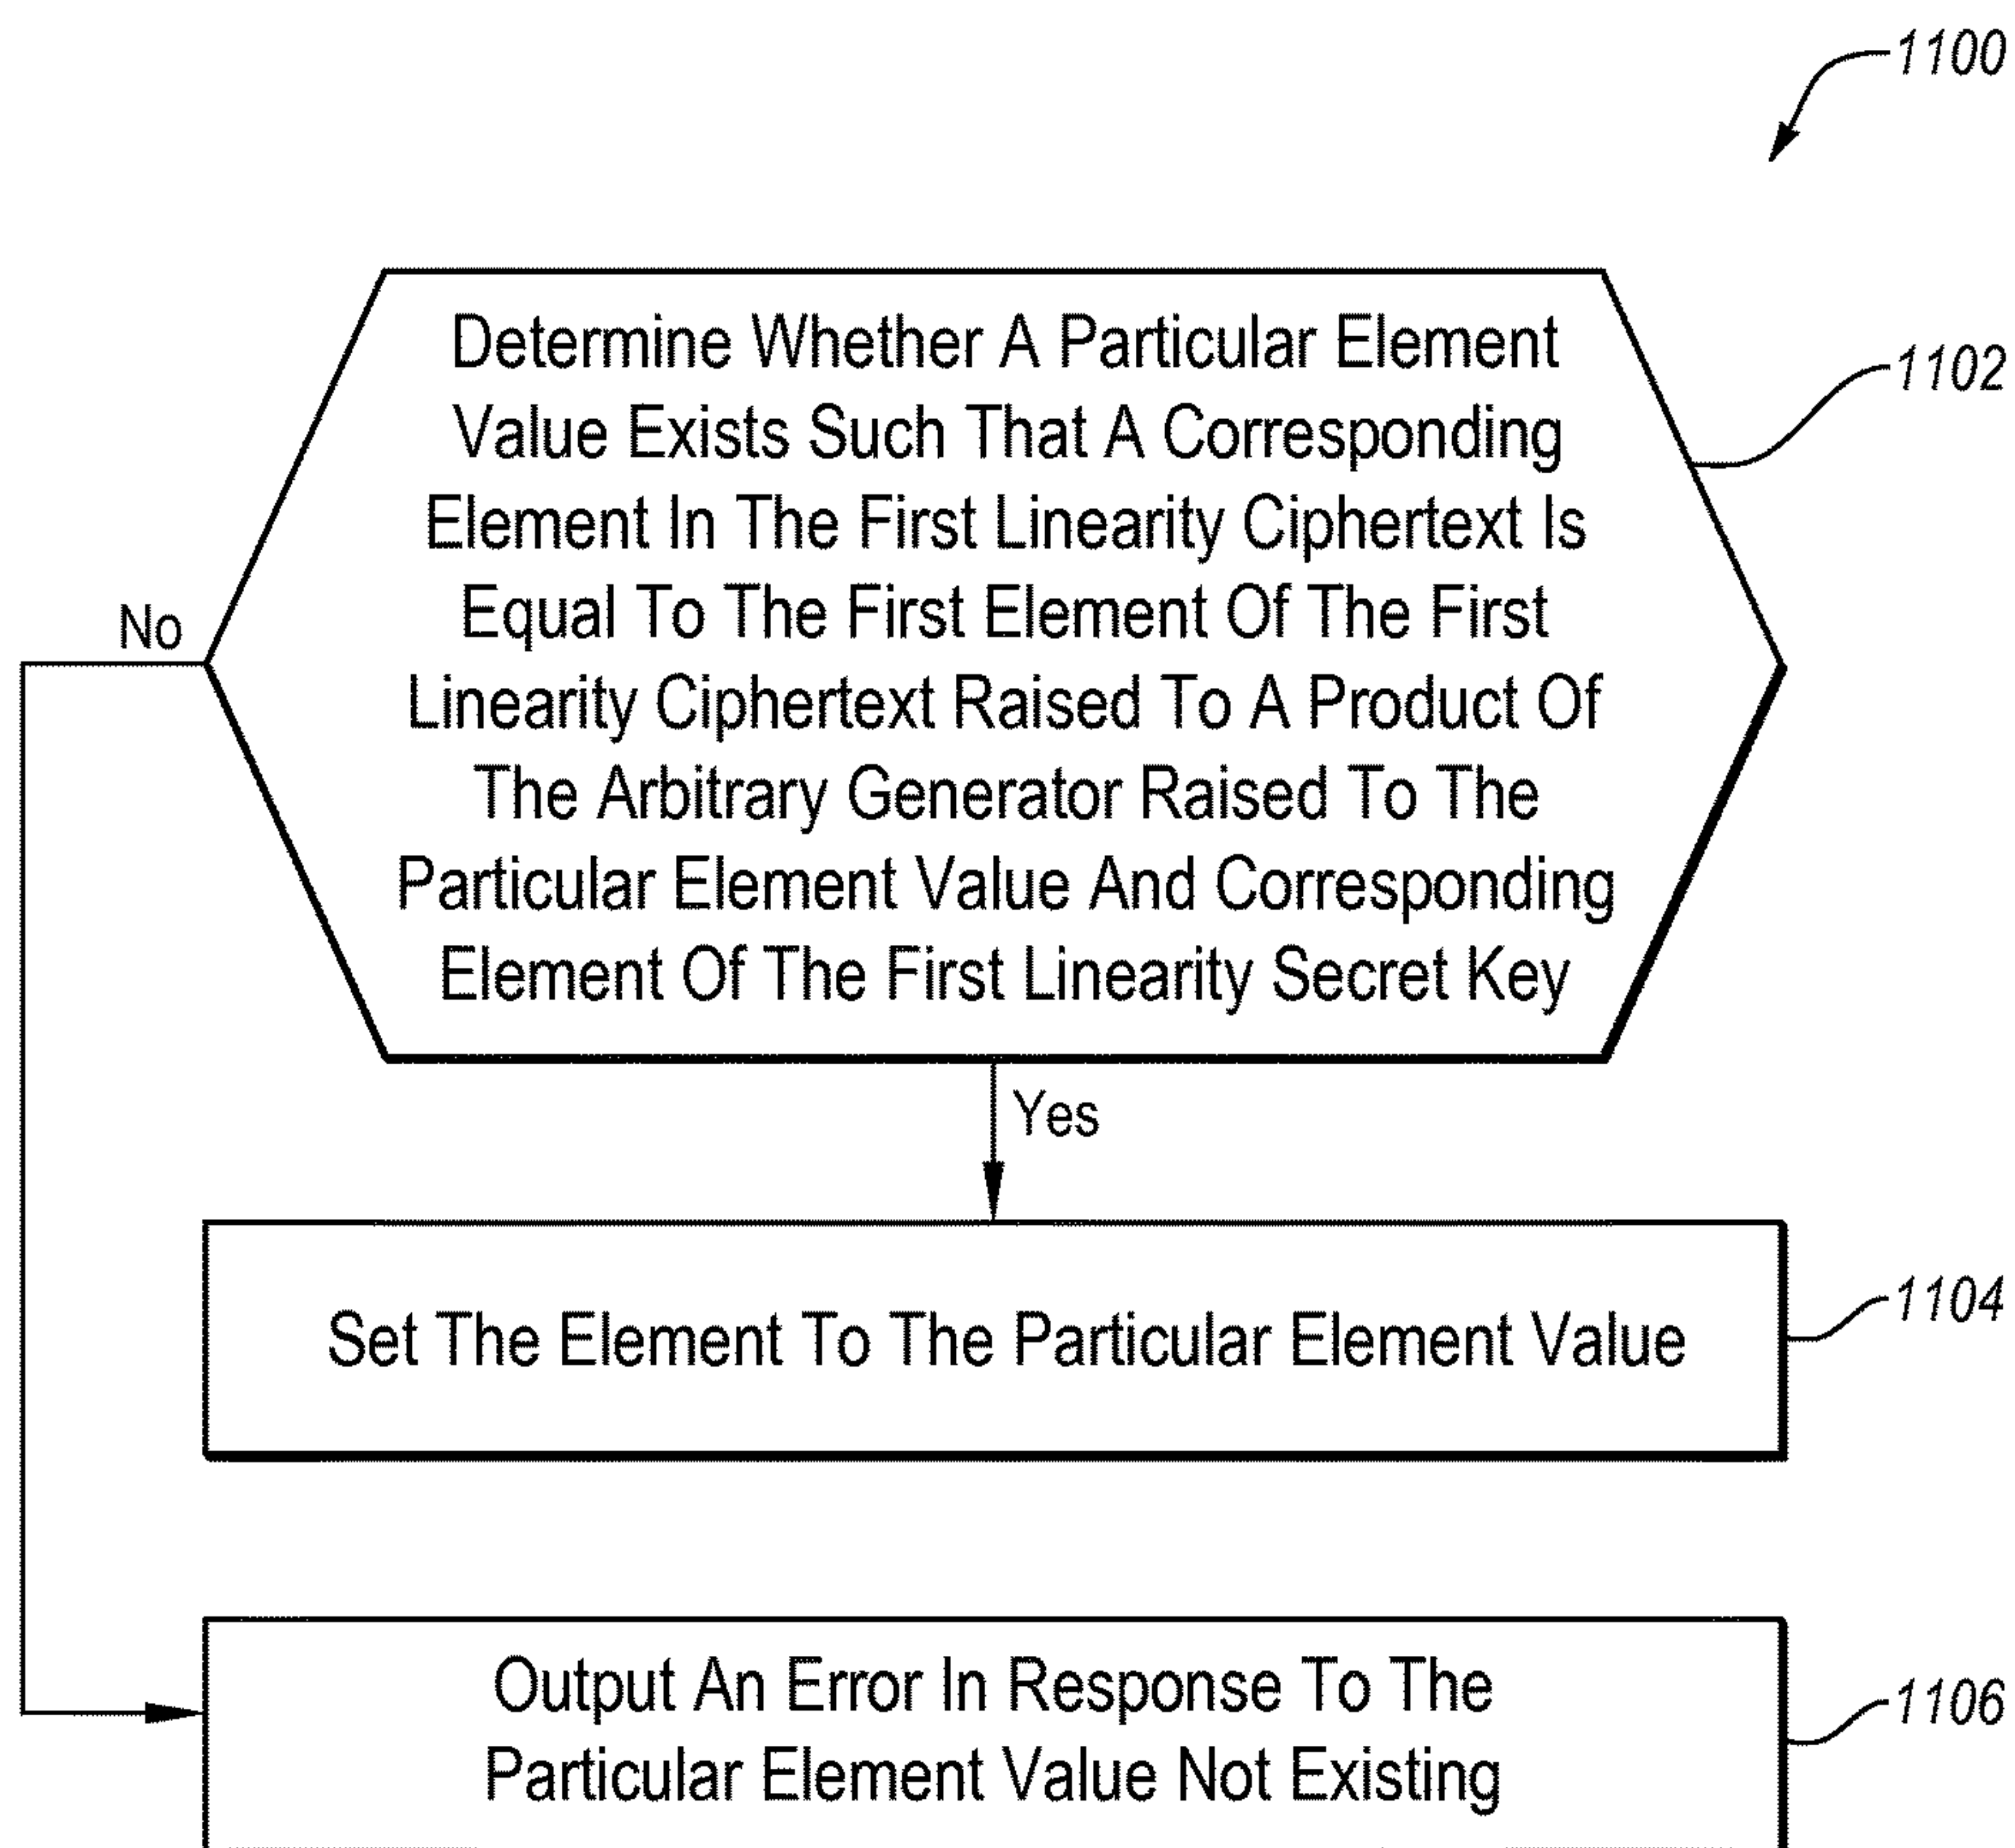 1100
Determine Whether A Particular Element
Value Exists Such That A Corresponding
Element In The First Linearity Ciphertext Is
Equal To The First Element Of The First
Linearity Ciphertext Raised To A Product Of
The Arbitrary Generator Raised To The
Particular Element Value And Corresponding
Element Of The First Linearity Secret Key
1102
No
Yes
Set The Element To The Particular Element Value
1104
Output An Error In Response To The
Particular Element Value Not Existing
1106